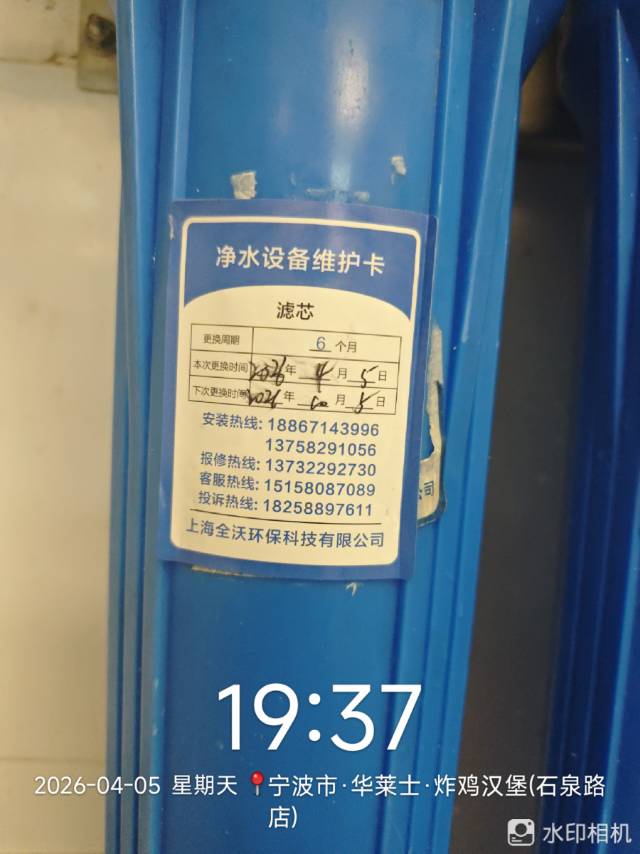 净水设备维护卡
滤芯
更换周期 6 个月
本次更换时间 2026 年 4 月 5 日
下次更换时间 2026 年 10 月 5 日
安装热线: 18867143996
13758291056
报修热线: 13732292730
客服热线: 15158087089
投诉热线: 18258897611
上海全沃环保科技有限公司
公司
19:37
2026-04-05 星期天 📍宁波市·华莱士·炸鸡汉堡(石泉路
店)
水印相机